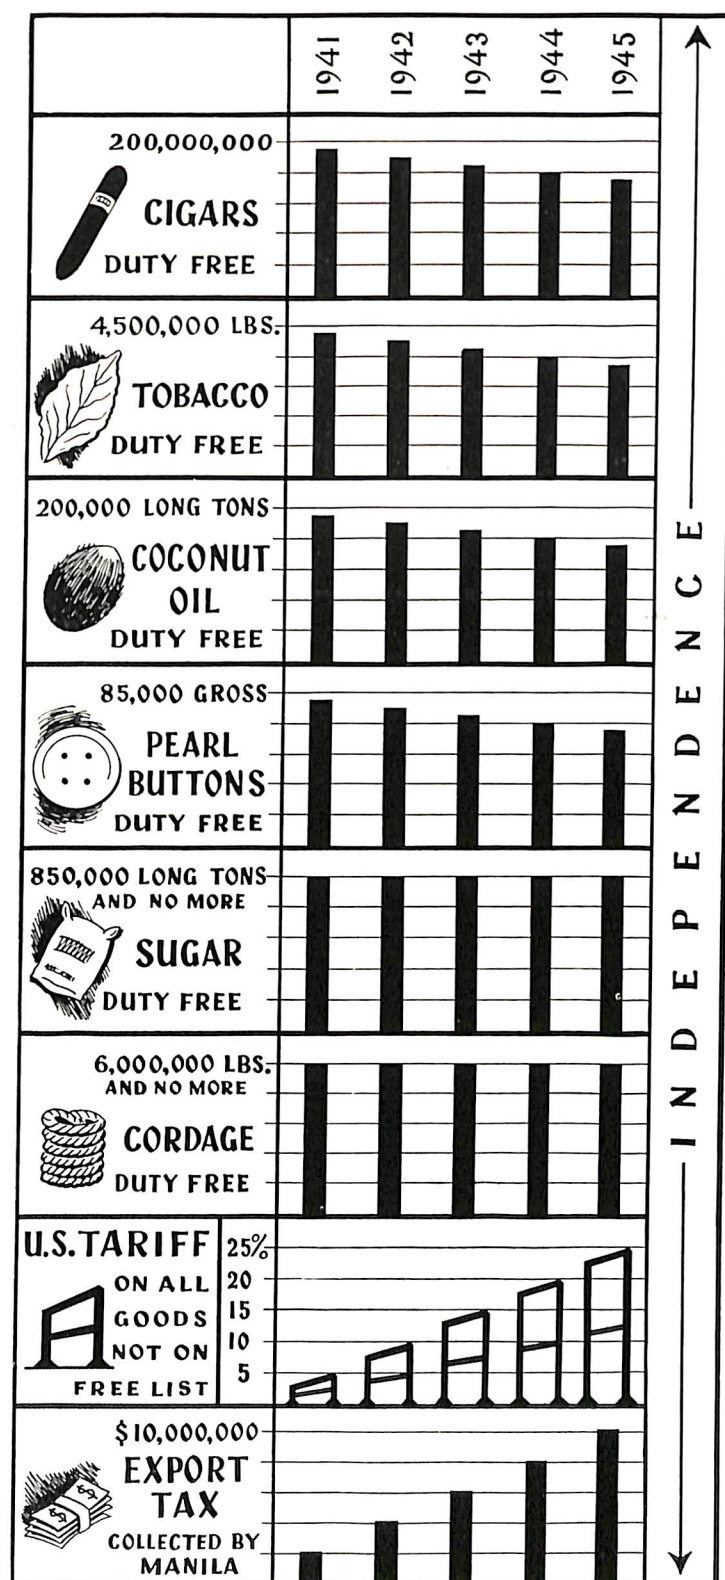 1941 1942 1943 1944 1945
200,000,000
CIGARS
DUTY FREE
4,500,000 LBS.
TOBACCO
DUTY FREE
200,000 LONG TONS
COCONUT
OIL
DUTY FREE
85,000 GROSS
PEARL
BUTTONS
DUTY FREE
850,000 LONG TONS
AND NO MORE
SUGAR
DUTY FREE
6,000,000 LBS.
AND NO MORE
CORDAGE
DUTY FREE
U.S. TARIFF
ON ALL
GOODS
NOT ON
FREE LIST
25%
20
15
10
5
$10,000,000
EXPORT
TAX
COLLECTED BY
MANILA
INDEPENDENCE